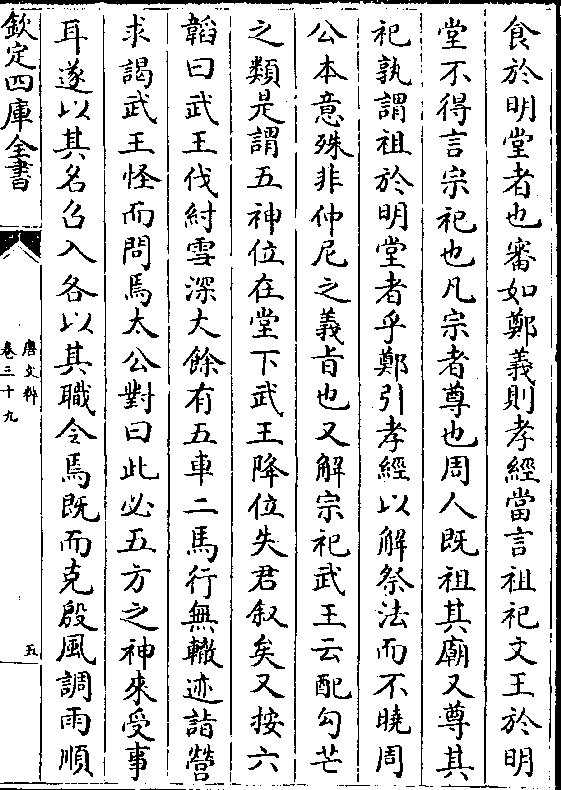 食於明堂者也審如鄭義則孝經當言祖祀文王於明
堂不得言宗祀也凡宗者尊也周人既祖其廟又尊其
祀孰謂祖於明堂者乎鄭引孝經以解祭法而不曉周
公本意殊非仲尼之義旨也又解宗祀武王云配勾芒
之類是謂五神位在堂下武王降位失君叙矣又按六
韜曰武王伐紂雪深大餘有五車二馬行無轍迹詣營
求謁武王怪而問焉太公對曰此必五方之神來受事
耳遂以其名召入各以其職令焉既而克殷風調雨順
欽定四庫全書
唐文粹
卷三十九
五